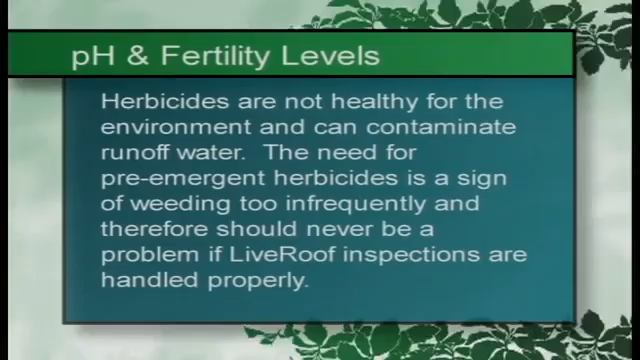 pH & Fertility Levels
Herbicides are not healthy for the
environment and can contaminate
runoff water.  The need for
pre-emergent herbicides is a sign
of weeding too infrequently and
therefore should never be a
problem if LiveRoof inspections are
handled properly.